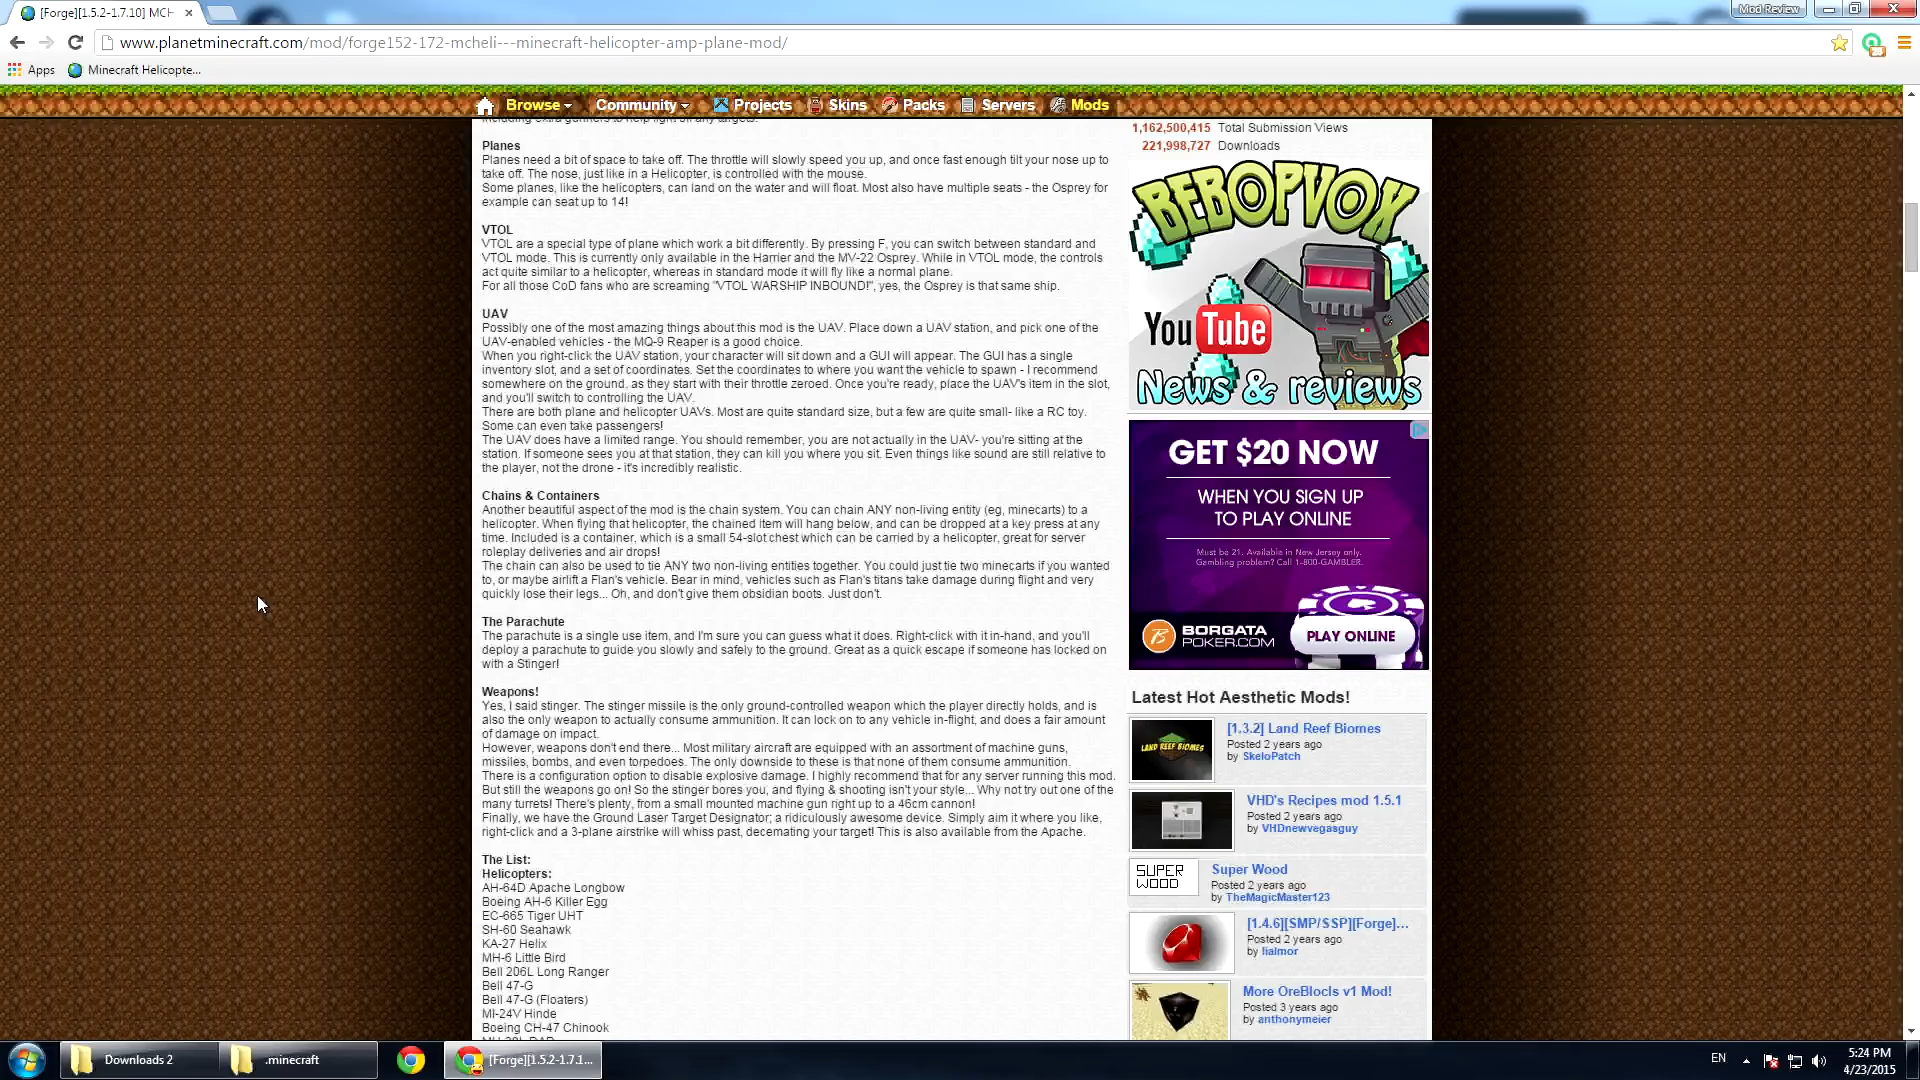 [Forge][1.5.2-1.7.10] MCH
Mod Review
www.planetminecraft.com/mod/forge152-172-mcheli---minecraft-helicopter-amp-plane-mod/
Apps
Minecraft Helicopte...
Browse
Community
Projects
Skins
Packs
Servers
Mods
including extra gunners to help fight off any targets.
Planes
Planes need a bit of space to take off. The throttle will slowly speed you up, and once fast enough tilt your nose up to
take off. The nose, just like in a Helicopter, is controlled with the mouse.
Some planes, like the helicopters, can land on the water and will float. Most also have multiple seats - the Osprey for
example can seat up to 14!
VTOL
VTOL are a special type of plane which work a bit differently. By pressing F, you can switch between standard and
VTOL mode. This is currently only available in the Harrier and the MV-22 Osprey. While in VTOL mode, the controls
act quite similar to a helicopter, whereas in standard mode it will fly like a normal plane.
For all those CoD fans who are screaming "VTOL WARSHIP INBOUND!", yes, the Osprey is that same ship.
UAV
Possibly one of the most amazing things about this mod is the UAV. Place down a UAV station, and pick one of the
UAV-enabled vehicles - the MQ-9 Reaper is a good choice.
When you right-click the UAV station, your character will sit down and a GUI will appear. The GUI has a single
inventory slot, and a set of coordinates. Set the coordinates to where you want the vehicle to spawn - I recommend
somewhere on the ground, as they start with their throttle zeroed. Once you're ready, place the UAV's item in the slot,
and you'll switch to controlling the UAV.
There are both plane and helicopter UAVs. Most are quite standard size, but a few are quite small- like a RC toy.
Some can even take passengers!
The UAV does have a limited range. You should remember, you are not actually in the UAV- you're sitting at the
station. If someone sees you at that station, they can kill you where you sit. Even things like sound are still relative to
the player, not the drone - it's incredibly realistic.
Chains & Containers
Another beautiful aspect of the mod is the chain system. You can chain ANY non-living entity (eg, minecarts) to a
helicopter. When flying that helicopter, the chained item will hang below, and can be dropped at a key press at any
time. Included is a container, which is a small 54-slot chest which can be carried by a helicopter, great for server
roleplay deliveries and air drops!
The chain can also be used to tie ANY two non-living entities together. You could just tie two minecarts if you wanted
to, or maybe airlift a Flan's vehicle. Bear in mind, vehicles such as Flan's titans take damage during flight and very
quickly lose their legs... Oh, and don't give them obsidian boots. Just don't.
The Parachute
The parachute is a single use item, and I'm sure you can guess what it does. Right-click with it in-hand, and you'll
deploy a parachute to guide you slowly and safely to the ground. Great as a quick escape if someone has locked on
with a Stinger!
Weapons!
Yes, I said stinger. The stinger missile is the only ground-controlled weapon which the player directly holds, and is
also the only weapon to actually consume ammunition. It can lock on to any vehicle in-flight, and does a fair amount
of damage on impact.
However, weapons don't end there... Most military aircraft are equipped with an assortment of machine guns,
missiles, bombs, and even torpedoes. The only downside to these is that none of them consume ammunition.
There is a configuration option to disable explosive damage. I highly recommend that for any server running this mod.
But still the weapons go on! So the stinger bores you, and flying & shooting isn't your style... Why not try out one of the
many turrets! There's plenty, from a small mounted machine gun right up to a 46cm cannon!
Finally, we have the Ground Laser Target Designator; a ridiculously awesome device. Simply aim it where you like,
right-click and a 3-plane airstrike will whiss past, decemating your target! This is also available from the Apache.
The List:
Helicopters:
AH-64D Apache Longbow
Boeing AH-6 Killer Egg
EC-665 Tiger UHT
SH-60 Seahawk
KA-27 Helix
MH-6 Little Bird
Bell 206L Long Ranger
Bell 47-G
Bell 47-G (Floaters)
MI-24V Hinde
Boeing CH-47 Chinook
1,162,500,415 Total Submission Views
221,998,727 Downloads
BEBOPVOX
YouTube
News & reviews
GET $20 NOW
WHEN YOU SIGN UP
TO PLAY ONLINE
Must be 21. Available in New Jersey only.
Gambling problem? Call 1-800-GAMBLER.
BORGATA
POKER.COM
PLAY ONLINE
Latest Hot Aesthetic Mods!
LAND REEF BIOMES
[1.3.2] Land Reef Biomes
Posted 2 years ago
by SkeloPatch
VHD's Recipes mod 1.5.1
Posted 2 years ago
by VHDnewvegasguy
SUPER
WOOD
Super Wood
Posted 2 years ago
by TheMagicMaster123
[1.4.6][SMP/SSP][Forge]...
Posted 2 years ago
by lialmor
More OreBlocls v1 Mod!
Posted 3 years ago
by anthonymeier
Downloads 2
.minecraft
[Forge][1.5.2-1.7.1...
EN
5:24 PM
4/23/2015